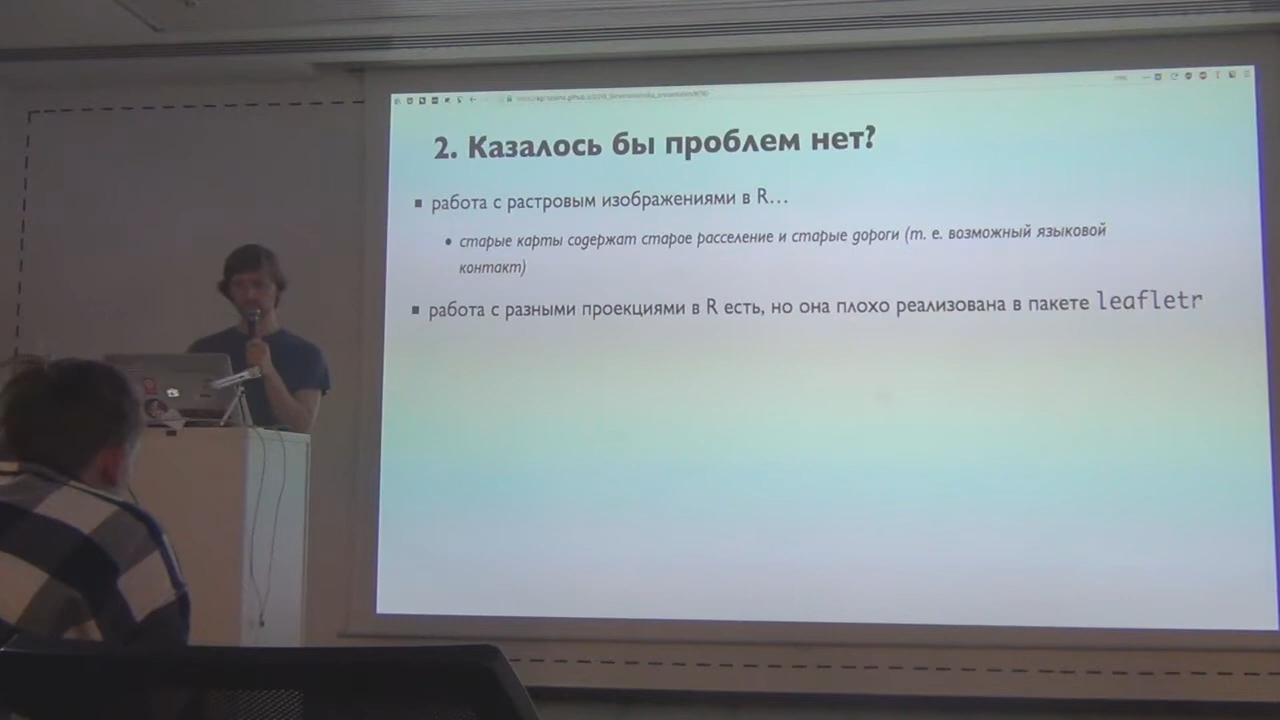 2. Казалось бы проблем нет?
работа с растровым изображениями в R...
старые карты содержат старое расселение и старые дороги (т. е. возможный языковой
контакт)
работа с разными проекциями в R есть, но она плохо реализована в пакете leafletr